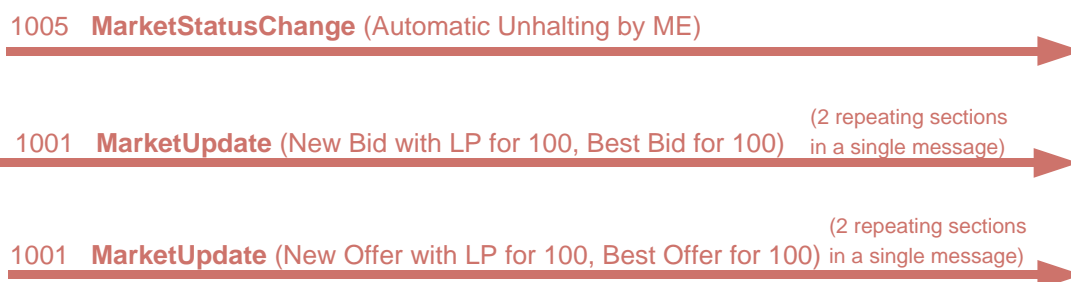 1005 MarketStatusChange (Automatic Unhalting by ME)
(2 repeating sections
1001 MarketUpdate (New Bid with LP for 100, Best Bid for 100) in a single message)
(2 repeating sections
1001 MarketUpdate (New Offer with LP for 100, Best Offer for 100) in a single message)